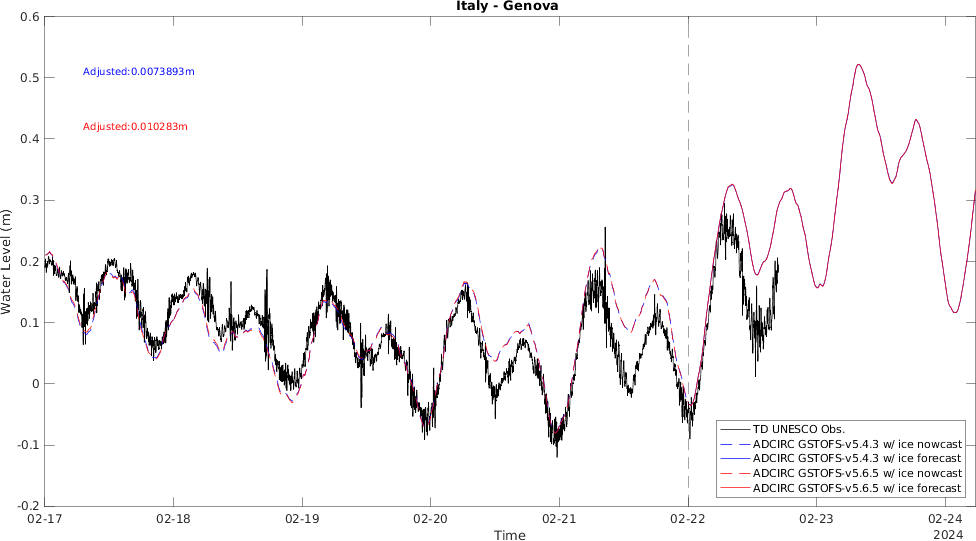 Italy - Genova
0.6
0.5
0.4
0.3
0.2
0.1
0
-0.1
-0.2
Water Level (m)
Adjusted:0.0073893m
Adjusted:0.010283m
TD UNESCO Obs.
ADCIRC GSTOFS-v5.4.3 w/ ice nowcast
ADCIRC GSTOFS-v5.4.3 w/ ice forecast
ADCIRC GSTOFS-v5.6.5 w/ ice nowcast
ADCIRC GSTOFS-v5.6.5 w/ ice forecast
02-17 02-18 02-19 02-20 02-21 02-22 02-23 02-24
Time
2024